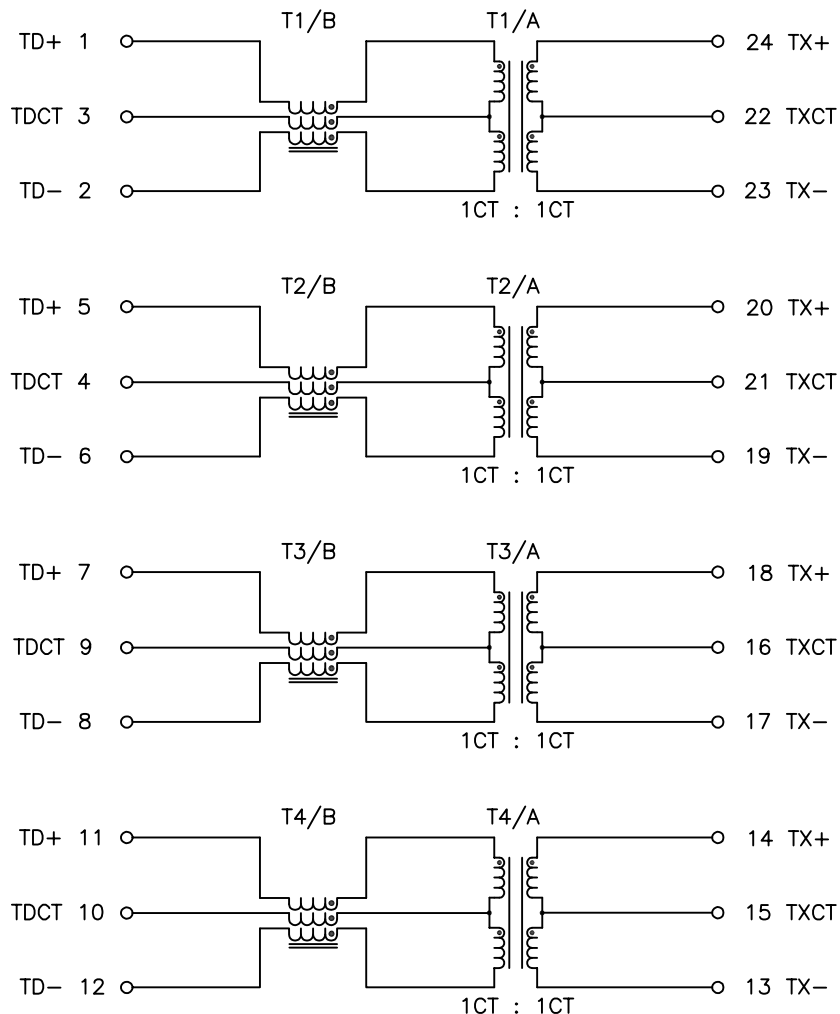 T1/B T1/A
TD+ 1 24 TX+
TDCT 3 22 TXCT
TD- 2 23 TX-
1CT : 1CT
T2/B T2/A
TD+ 5 20 TX+
TDCT 4 21 TXCT
TD- 6 19 TX-
1CT : 1CT
T3/B T3/A
TD+ 7 18 TX+
TDCT 9 16 TXCT
TD- 8 17 TX-
1CT : 1CT
T4/B T4/A
TD+ 11 14 TX+
TDCT 10 15 TXCT
TD- 12 13 TX-
1CT : 1CT